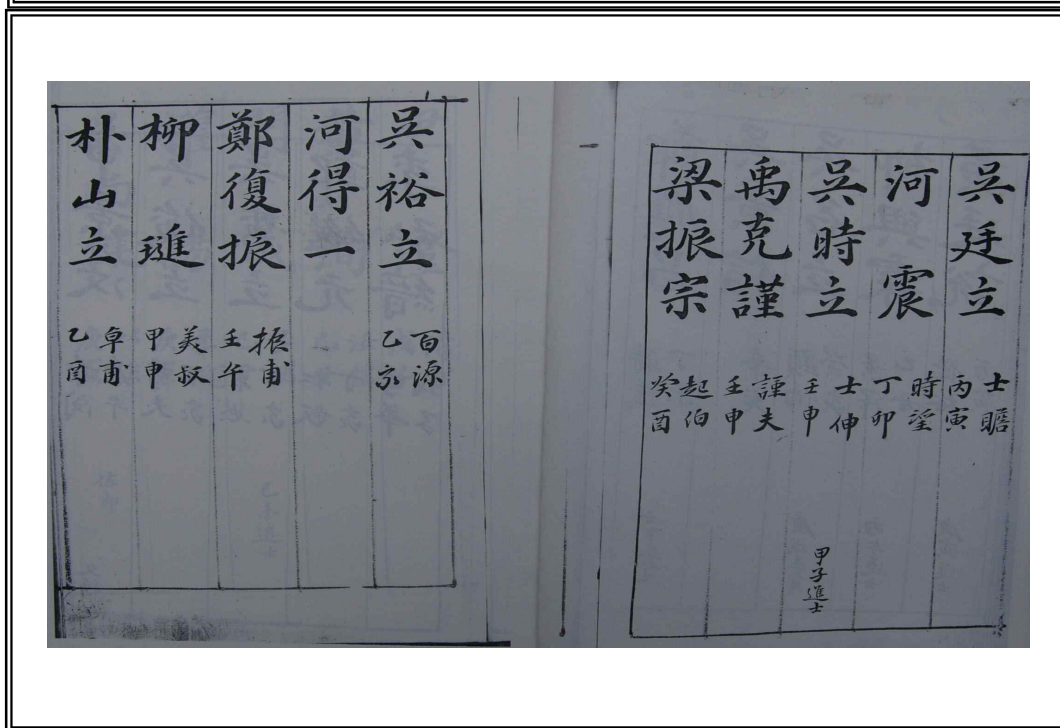 吳廷立 士瞻 丙寅
河震 時望 丁卯
吳時立 士伸 壬申 甲子進士
禹克謹 謹夫 壬申
梁振宗 起伯 癸酉
吳裕立 百源 乙亥
河得一
鄭復振 振甫 壬午
柳璡 美叔 甲申
朴山立 卓甫 乙酉